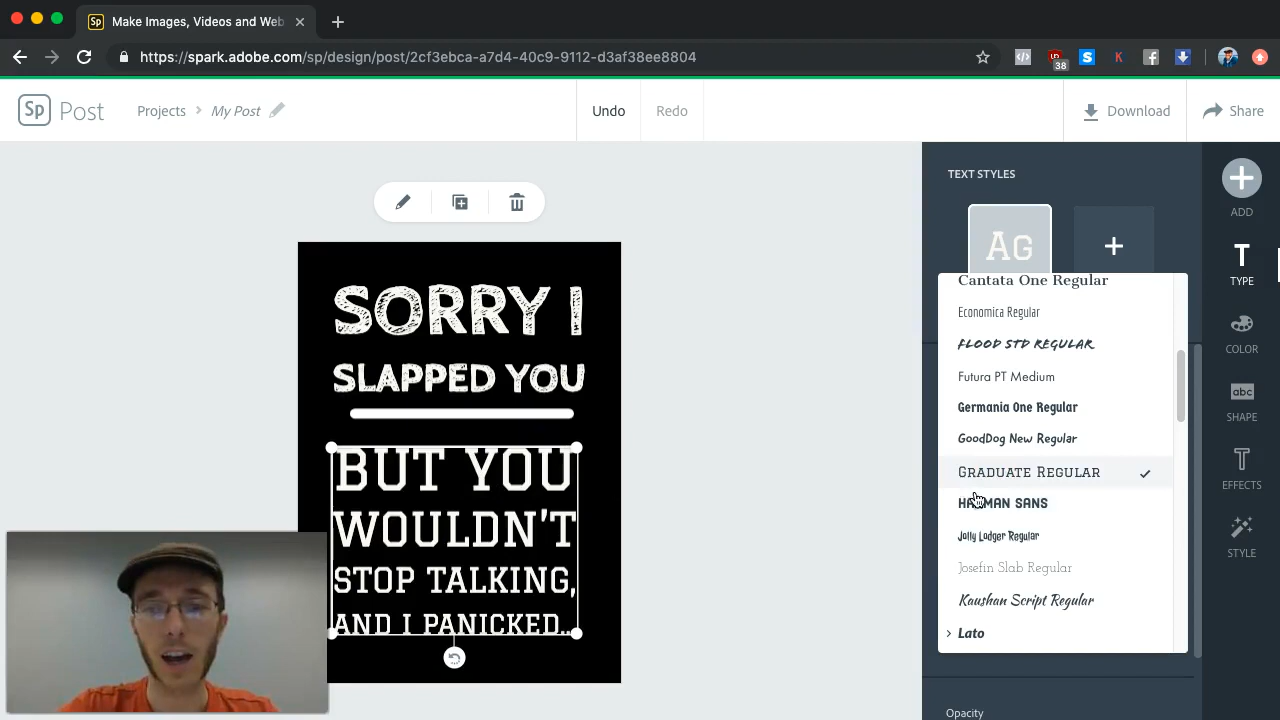 Sp Make Images, Videos and Web
https://spark.adobe.com/sp/design/post/2cf3ebca-a7d4-40c9-9112-d3af38ee8804
38
Sp Post Projects > My Post Undo Redo Download Share
TEXT STYLES
AG
ADD
TYPE
COLOR
abc
SHAPE
EFFECTS
STYLE
SORRY I
SLAPPED YOU
BUT YOU
WOULDN'T
STOP TALKING,
AND I PANICKED..
Cantata One Regular
Economica Regular
FLOOD STD REGULAR
Futura PT Medium
Germania One Regular
GoodDog New Regular
GRADUATE REGULAR
Jolly Lodger Regular
Josefin Slab Regular
Kaushan Script Regular
Lato
Opacity